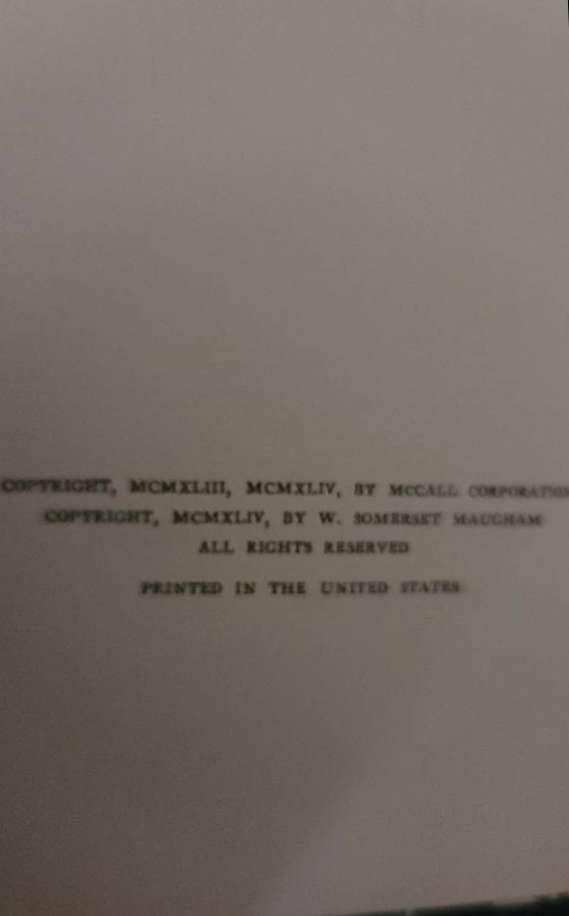 COPYRIGHT, MCMXLIII, MCMXLIV, BY MCCALL CORPORATION
COPYRIGHT, MCMXLIV, BY W. SOMERSET MAUGHAM
ALL RIGHTS RESERVED
PRINTED IN THE UNITED STATES